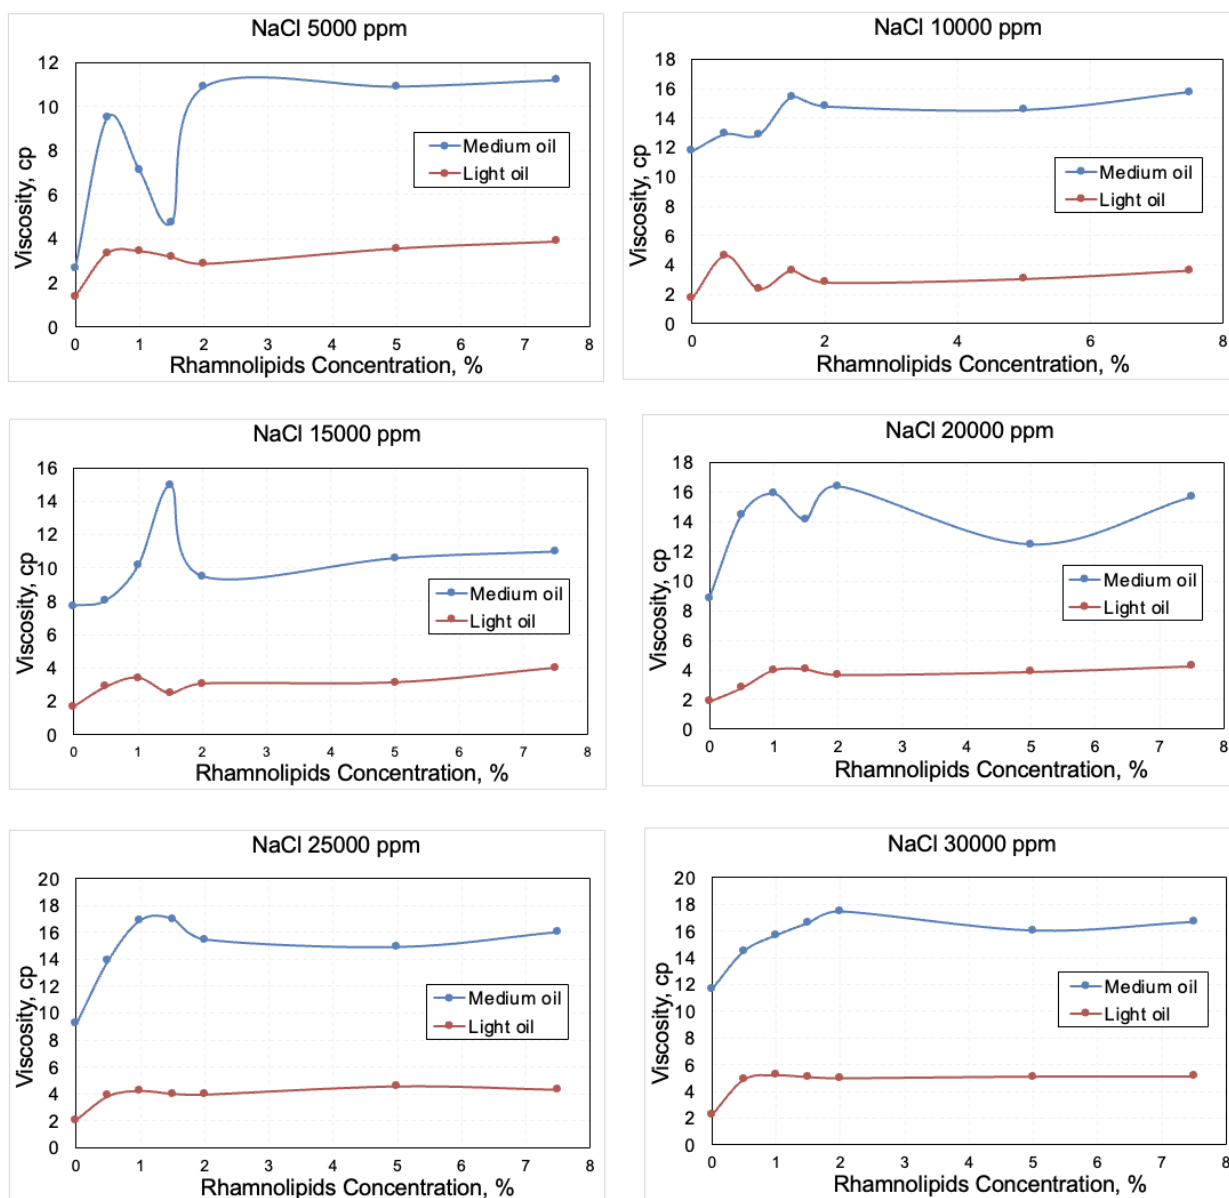 NaCl 5000 ppm
12
10
8
6
4
2
0
Viscosity, cp
Medium oil
Light oil
0 1 2 3 4 5 6 7 8
Rhamnolipids Concentration, %
NaCl 10000 ppm
18
16
14
12
10
8
6
4
2
0
Viscosity, cp
Medium oil
Light oil
0 2 4 6 8
Rhamnolipids Concentration, %
NaCl 15000 ppm
16
14
12
10
8
6
4
2
0
Viscosity, cp
Medium oil
Light oil
0 1 2 3 4 5 6 7 8
Rhamnolipids Concentration, %
NaCl 20000 ppm
18
16
14
12
10
8
6
4
2
0
Viscosity, cp
Medium oil
Light oil
0 1 2 3 4 5 6 7 8
Rhamnolipids Concentration, %
NaCl 25000 ppm
20
18
16
14
12
10
8
6
4
2
0
Viscosity, cp
Medium oil
Light oil
0 1 2 3 4 5 6 7 8
Rhamnolipids Concentration, %
NaCl 30000 ppm
20
18
16
14
12
10
8
6
4
2
0
Viscosity, cp
Medium oil
Light oil
0 1 2 3 4 5 6 7 8
Rhamnolipids Concentration, %